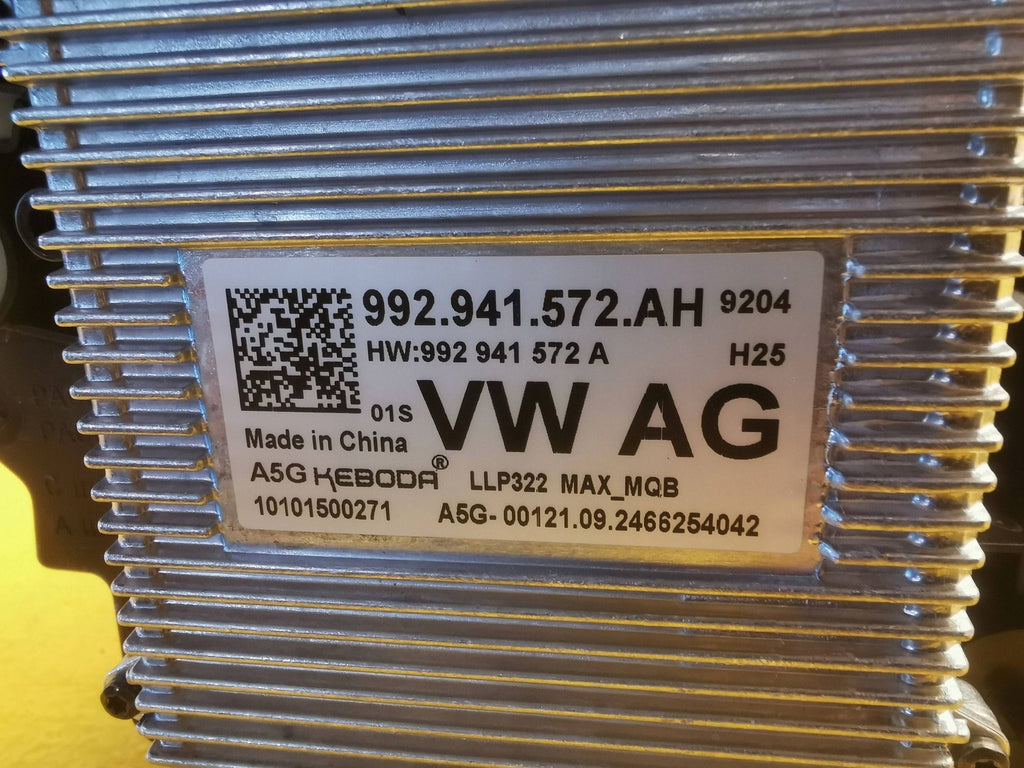 992.941.572.AH 9204
HW:992 941 572 A H25
01S VW AG
Made in China
A5G KEBODA® LLP322 MAX_MQB
10101500271 A5G-00121.09.2466254042